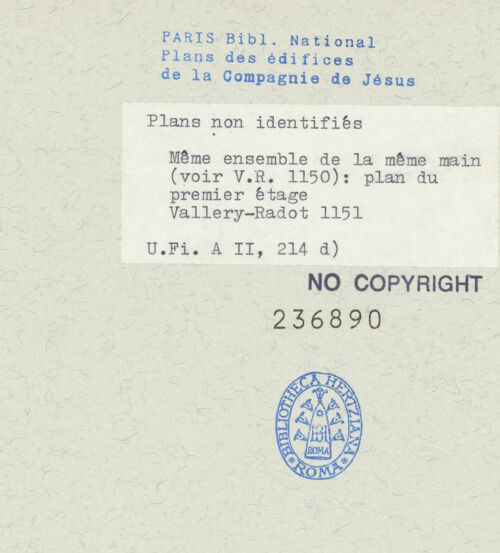 PARIS Bibl. National
Plans des édifices
de la Compagnie de Jésus
Plans non identifiés
Même ensemble de la même main
(voir V.R. 1150): plan du
premier étage
Vallery-Radot 1151
U.Fi. A II, 214 d)
NO COPYRIGHT
236890
BIBLIOTHECA HERTZIANA
ROMA
* ROMA *